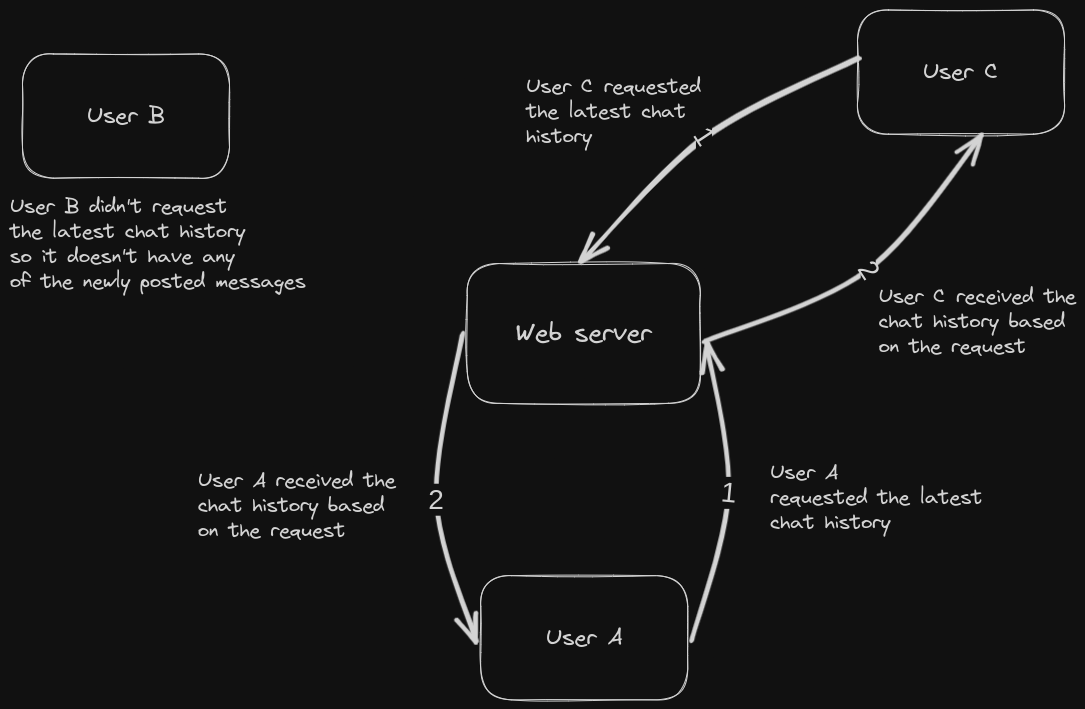 User C
User B
User C requested
the latest chat
history
1
User B didn't request
the latest chat history
so it doesn't have any
of the newly posted messages
2
User C received the
chat history based
on the request
Web server
User A received the
chat history based
on the request
2
1
User A
requested the latest
chat history
User A